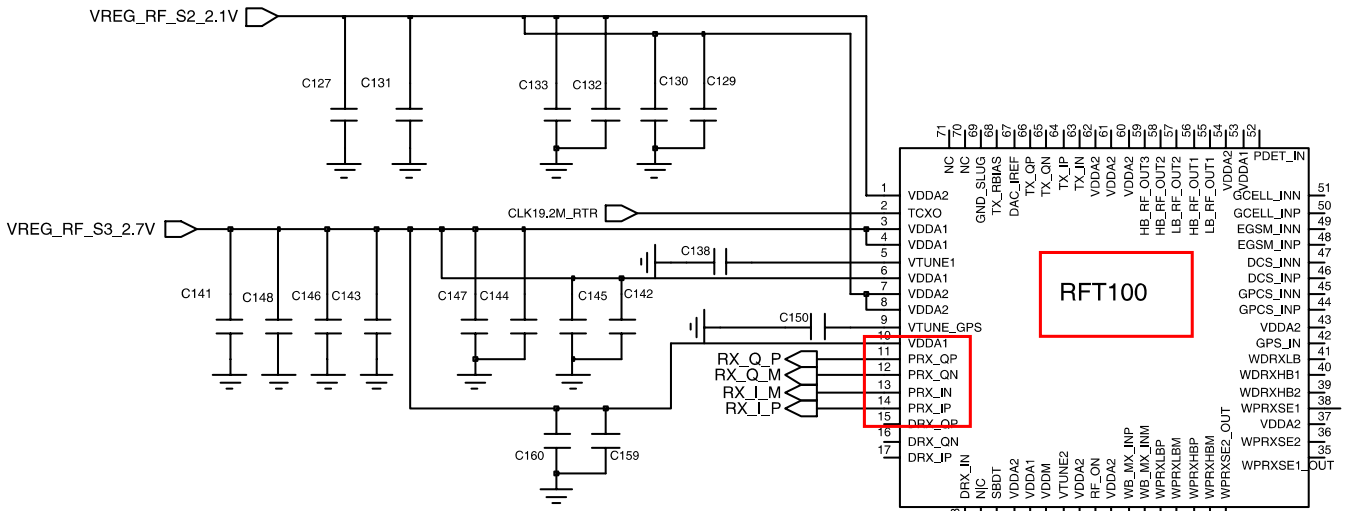 VREG_RF_S2_2.1V
C127
C131
C133
C132
C130
C129
71
70
69
68
67
66
65
64
63
62
61
60
59
58
57
56
55
54
53
52
NC
NC
GND_SLUG
TX_RBIAS
DAC_IREF
TX_QP
TX_QN
TX_IP
TX_IN
VDDA2
VDDA2
VDDA2
HB_RF_OUT3
HB_RF_OUT2
LB_RF_OUT2
HB_RF_OUT1
LB_RF_OUT1
VDDA2
VDDA1
PDET_IN
1 VDDA2
CLK19.2M_RTR
2 TCXO
VREG_RF_S3_2.7V
3 VDDA1
4 VDDA1
C138
5 VTUNE1
6 VDDA1
7 VDDA2
8 VDDA2
C141
C148
C146
C143
C147
C144
C145
C142
C150
9 VTUNE_GPS
10 VDDA1
RX_Q_P 11 PRX_QP
RX_Q_M 12 PRX_QN
RX_I_M 13 PRX_IN
RX_I_P 14 PRX_IP
15 DRX_QP
16 DRX_QN
17 DRX_IP
C160
C159
RFT100
GCELL_INN 51
GCELL_INP 50
EGSM_INN 49
EGSM_INP 48
DCS_INN 47
DCS_INP 46
GPCS_INN 45
GPCS_INP 44
VDDA2 43
GPS_IN 42
WDRXLB 41
WDRXHB1 40
WDRXHB2 39
WPRXSE1 38
VDDA2 37
WPRXSE2 36
WPRXSE1_OUT 35
DRX_IN
N|C
SBDT
VDDA2
VDDA1
VDDM
VTUNE2
VDDA2
RF_ON
VDDA2
WB_MX_INP
WB_MX_INM
WPRXLBP
WPRXLBM
WPRXHBP
WPRXHBM
WPRXSE2_OUT